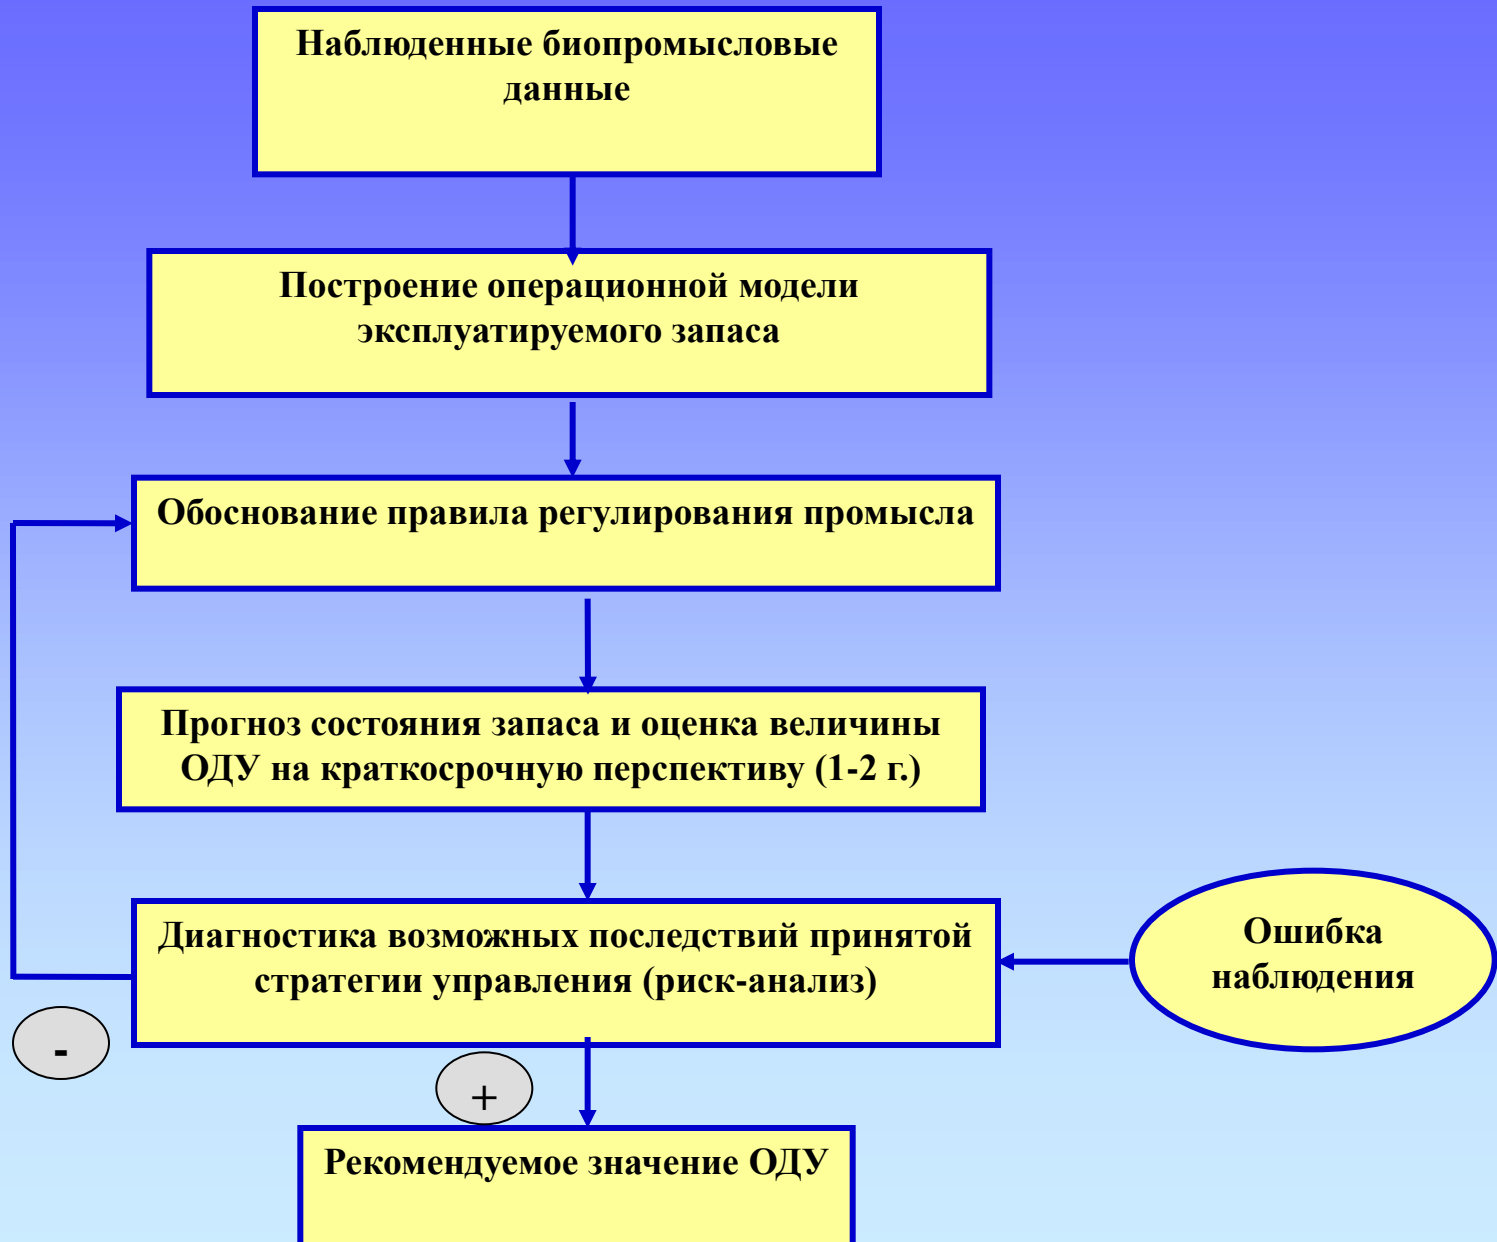 Наблюденные биопромысловые
данные
Построение операционной модели
эксплуатируемого запаса
Обоснование правила регулирования промысла
Прогноз состояния запаса и оценка величины
ОДУ на краткосрочную перспективу (1-2 г.)
Диагностика возможных последствий принятой
стратегии управления (риск-анализ)
Ошибка
наблюдения
-
+
Рекомендуемое значение ОДУ